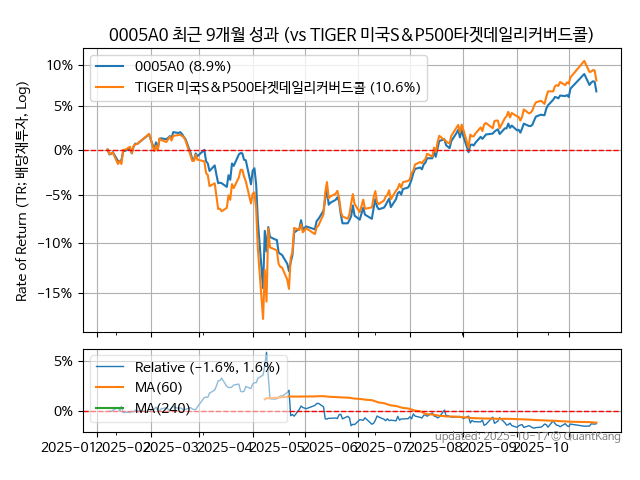 0005A0 최근 9개월 성과 (vs TIGER 미국S&P500타겟데일리커버드콜)
Rate of Return (TR: 배당재투자, Log)
10%
5%
0%
−5%
−10%
−15%
0005A0 (8.9%)
TIGER 미국S&P500타겟데일리커버드콜 (10.6%)
5%
0%
Relative (−1.6%, 1.6%)
MA(60)
MA(240)
2025-01
2025-02
2025-03
2025-04
2025-05
2025-06
2025-07
2025-08
2025-09
2025-10
updated: 2025-10-17 © QuantKang